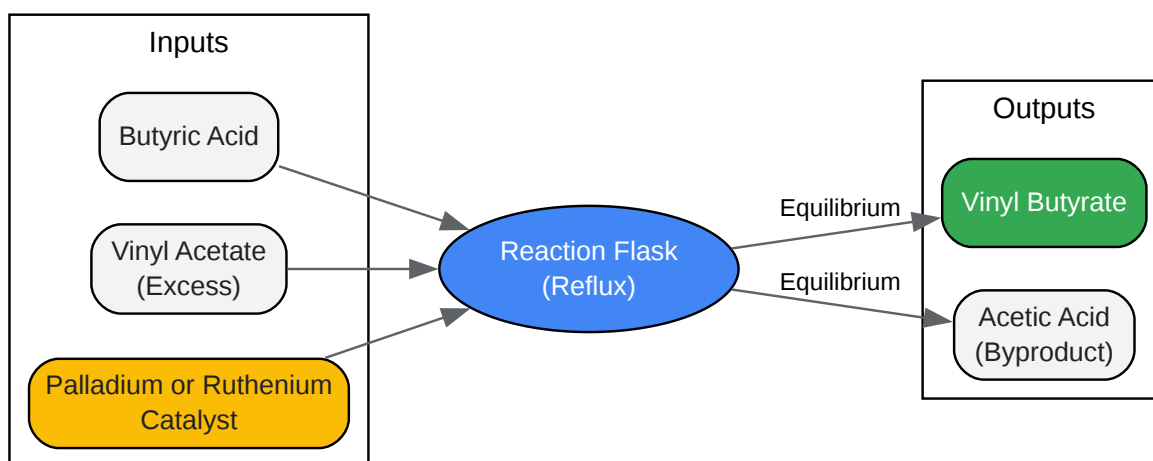 Inputs
Butyric Acid
Vinyl Acetate
(Excess)
Palladium or Ruthenium
Catalyst
Reaction Flask
(Reflux)
Equilibrium
Equilibrium
Outputs
Vinyl Butyrate
Acetic Acid
(Byproduct)